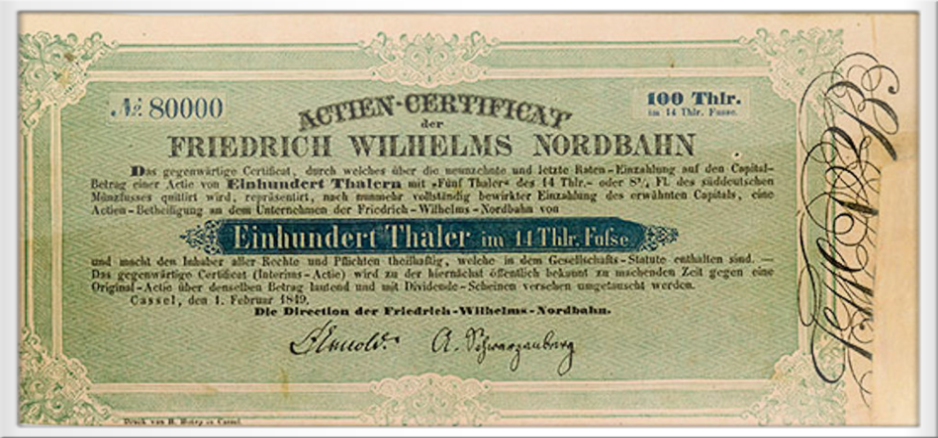 № 80000
100 Thlr.
im 14 Thlr. Fusse.
ACTIEN-CERTIFICAT
der
FRIEDRICH WILHELMS NORDBAHN
Das gegenwärtige Certificat, durch welches über die neunzehnte und letzte Raten-Einzahlung auf den Capital-
Betrag einer Actie von Einhundert Thalern mit »Fünf Thaler« des 14 Thlr.- oder 8¾ Fl. des süddeutschen
Münzfusses quittirt wird, repräsentirt, nach nunmehr vollständig bewirkter Einzahlung des erwähnten Capitals, eine
Actien-Betheiligung an dem Unternehmen der Friedrich-Wilhelms-Nordbahn von
Einhundert Thaler im 14 Thlr. Fuſse
und macht den Inhaber aller Rechte und Pflichten theilhaftig, welche in dem Gesellschafts-Statute enthalten sind. —
Das gegenwärtige Certificat (Interims-Actie) wird zu der hiernächst öffentlich bekannt zu machenden Zeit gegen eine
Original-Actie über denselben Betrag lautend und mit Dividende-Scheinen versehen umgetauscht werden.
Cassel, den 1. Februar 1849.
Die Direction der Friedrich-Wilhelms-Nordbahn.
A. Schwarzenberg
Druck von H. Hotop in Cassel.